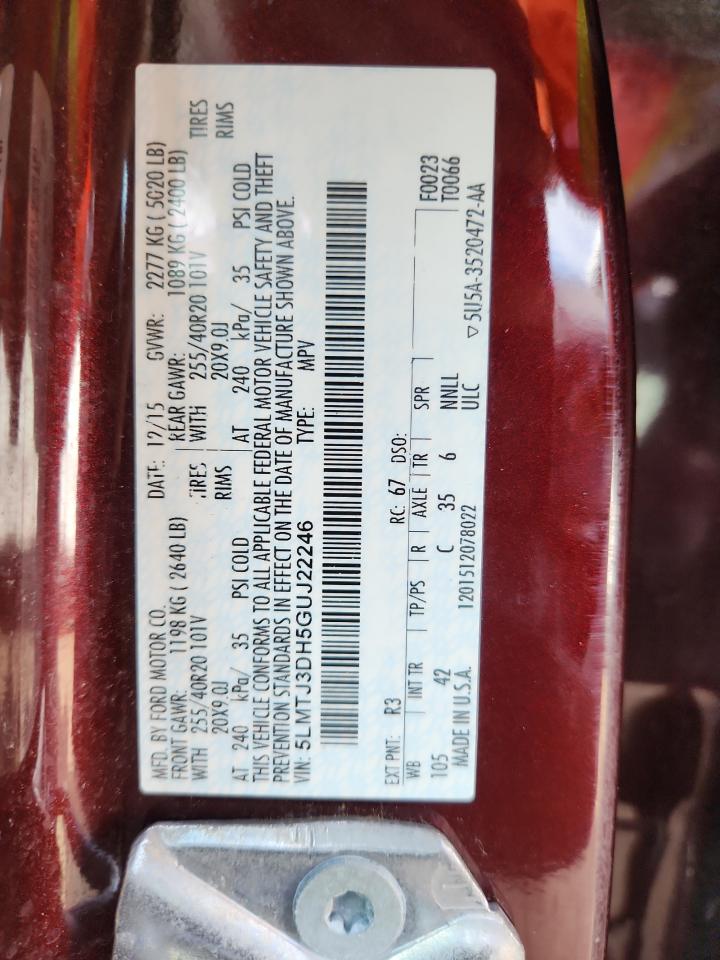 MFD. BY FORD MOTOR CO. DATE: 12/15 GVWR: 2277 KG ( 5020 LB)
FRONT GAWR: 1198 KG ( 2640 LB) REAR GAWR: 1089 KG ( 2400 LB)
WITH 255/40R20 101V TIRES WITH 255/40R20 101V TIRES
20X9.0J RIMS 20X9.0J RIMS
AT 240 kPa/ 35 PSI COLD AT 240 kPa/ 35 PSI COLD
THIS VEHICLE CONFORMS TO ALL APPLICABLE FEDERAL MOTOR VEHICLE SAFETY AND THEFT
PREVENTION STANDARDS IN EFFECT ON THE DATE OF MANUFACTURE SHOWN ABOVE.
VIN: 5LMTJ3DH5GUJ22246 TYPE: MPV
EXT PNT: R3 RC: 67 DSO: F0023
T0066
WB INT TR TP/PS R AXLE TR SPR
105 42 C 35 6 NNLL
ULC
MADE IN U.S.A. 1201512078022 ▽5U5A-3520472-AA